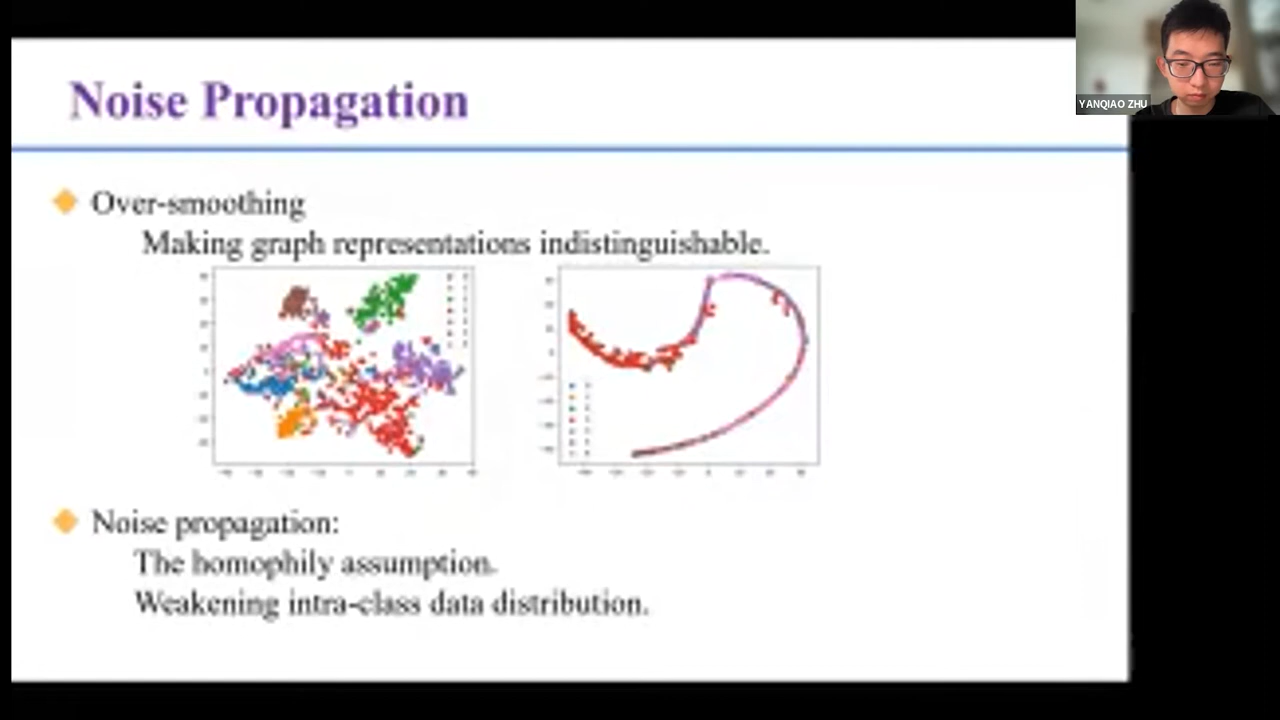 Noise Propagation
YANQIAO ZHU
Over-smoothing
Making graph representations indistinguishable.
Noise propagation:
The homophily assumption.
Weakening intra-class data distribution.